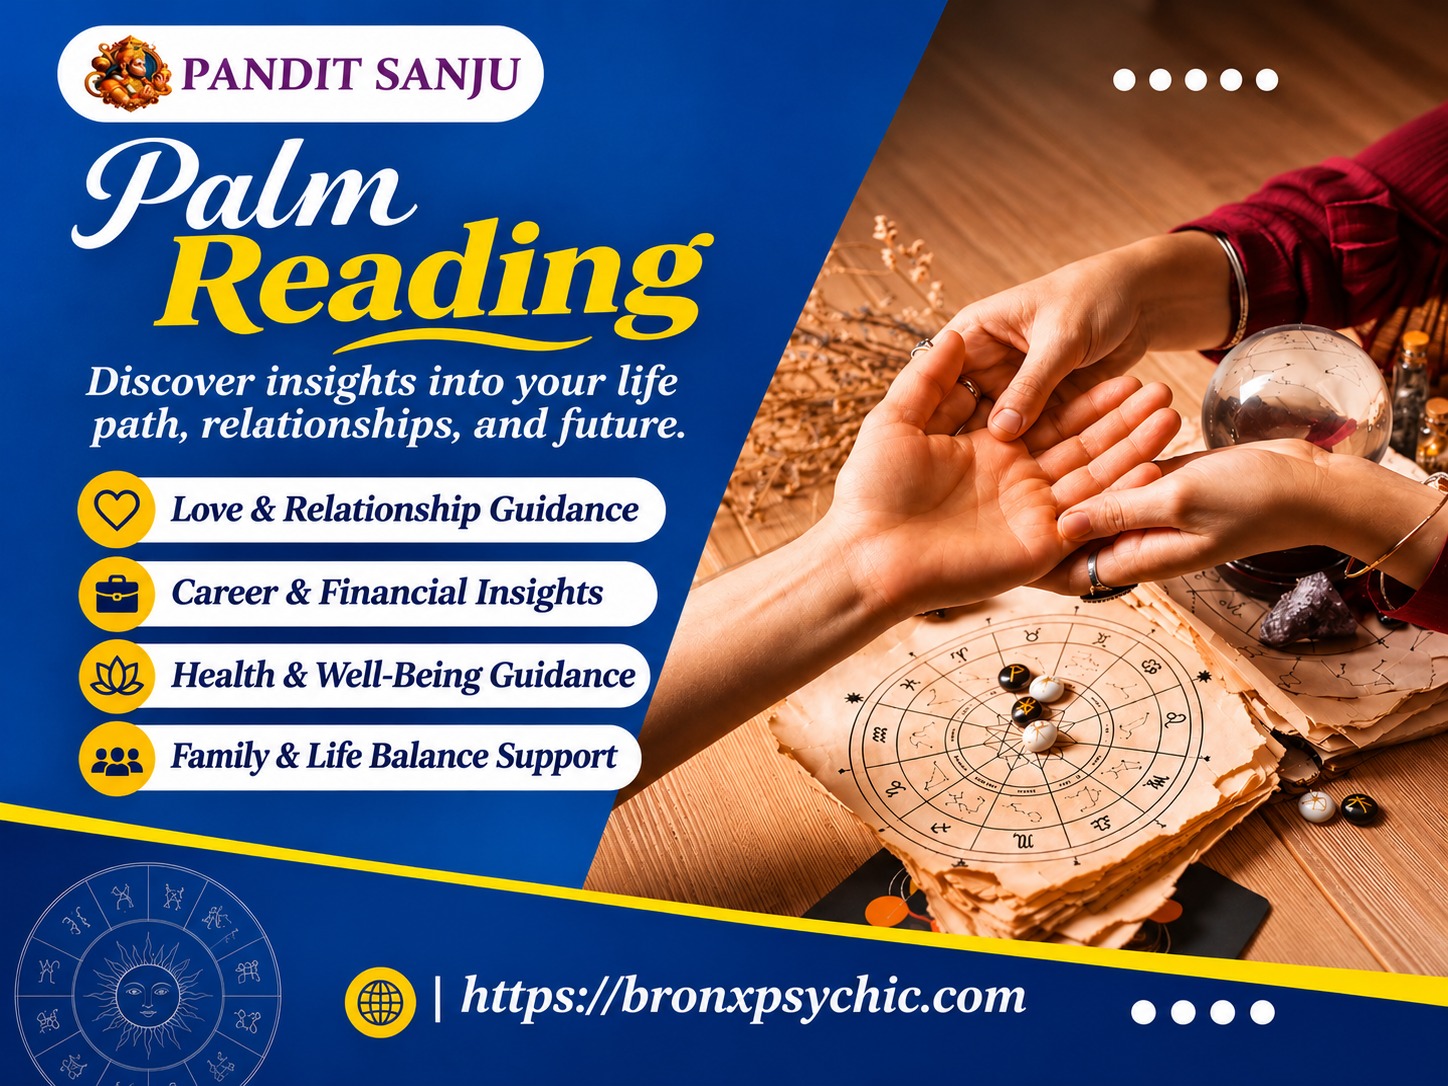 PANDIT SANJU
Palm
Reading
Discover insights into your life
path, relationships, and future.
Love & Relationship Guidance
Career & Financial Insights
Health & Well-Being Guidance
Family & Life Balance Support
| https://bronxpsychic.com